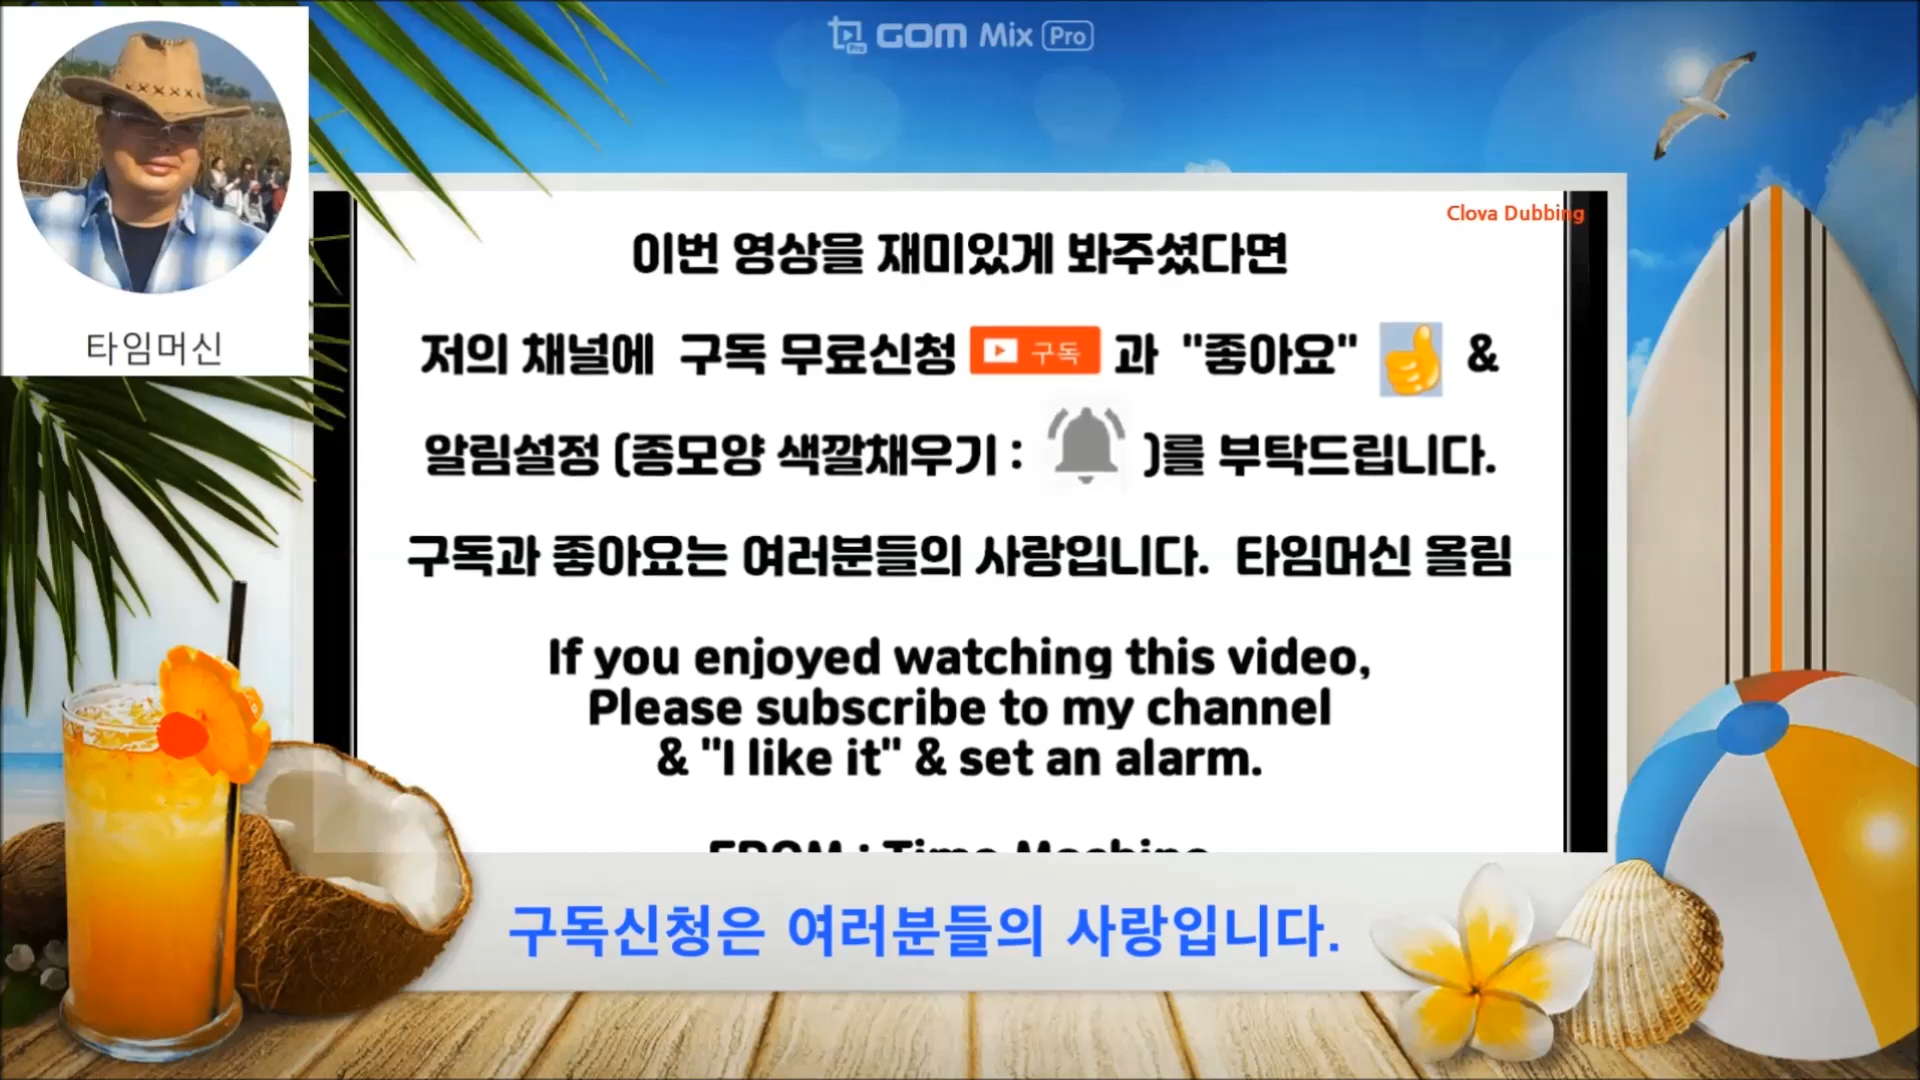 GOM Mix Pro
타임머신
Clova Dubbing
이번 영상을 재미있게 봐주셨다면
저의 채널에 구독 무료신청 구독 과 "좋아요" &
알림설정 (종모양 색깔채우기 : )를 부탁드립니다.
구독과 좋아요는 여러분들의 사랑입니다. 타임머신 올림
If you enjoyed watching this video,
Please subscribe to my channel
& "I like it" & set an alarm.
FROM : Time Machine
구독신청은 여러분들의 사랑입니다.